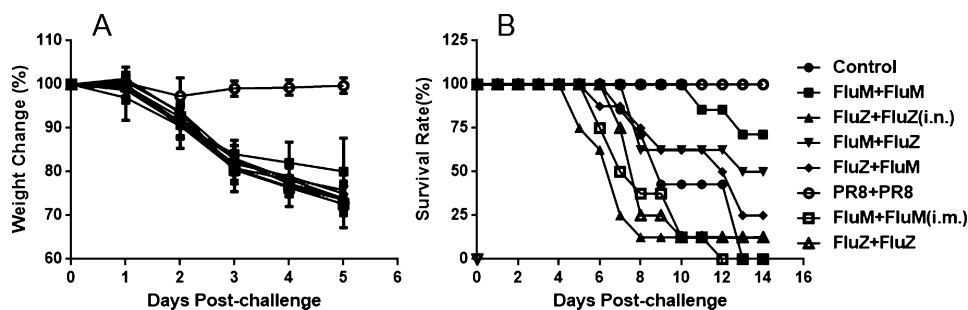 A
B
Weight Change (%)
110
100
90
80
70
60
0 1 2 3 4 5 6
Days Post-challenge
Survival Rate(%)
125
100
75
50
25
0
0 2 4 6 8 10 12 14 16
Days Post-challenge
Control
FluM+FluM
FluZ+FluZ(i.n.)
FluM+FluZ
FluZ+FluM
PR8+PR8
FluM+FluM(i.m.)
FluZ+FluZ